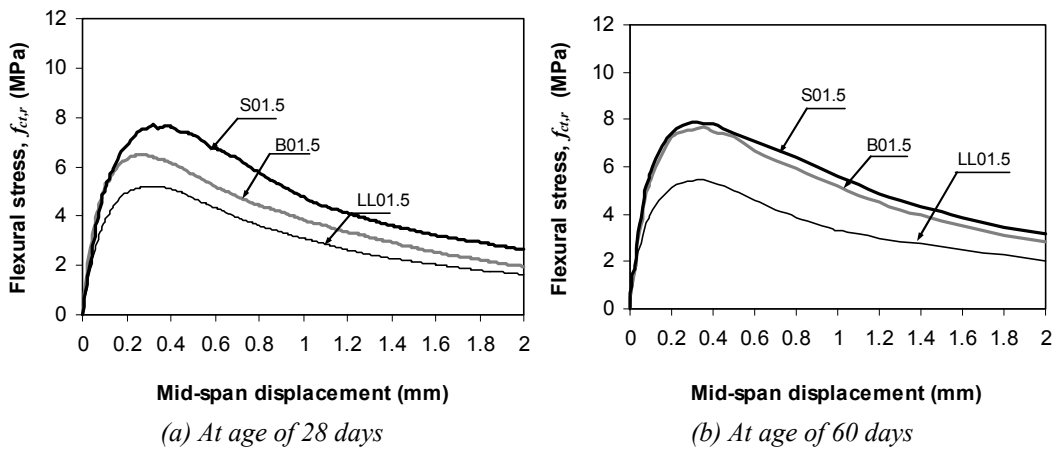 Flexural stress, fct,r (MPa)
12
10
8
6
4
2
0
S01.5
B01.5
LL01.5
0 0.2 0.4 0.6 0.8 1 1.2 1.4 1.6 1.8 2
Mid-span displacement (mm)
(a) At age of 28 days
Flexural stress, fct,r (MPa)
12
10
8
6
4
2
0
S01.5
B01.5
LL01.5
0 0.2 0.4 0.6 0.8 1 1.2 1.4 1.6 1.8 2
Mid-span displacement (mm)
(b) At age of 60 days